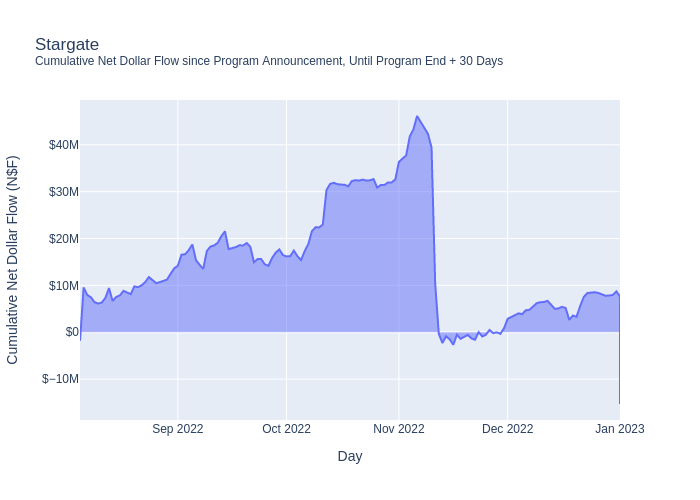 Stargate
Cumulative Net Dollar Flow since Program Announcement, Until Program End + 30 Days
Cumulative Net Dollar Flow (N$F)
$40M
$30M
$20M
$10M
$0
$−10M
Sep 2022
Oct 2022
Nov 2022
Dec 2022
Jan 2023
Day